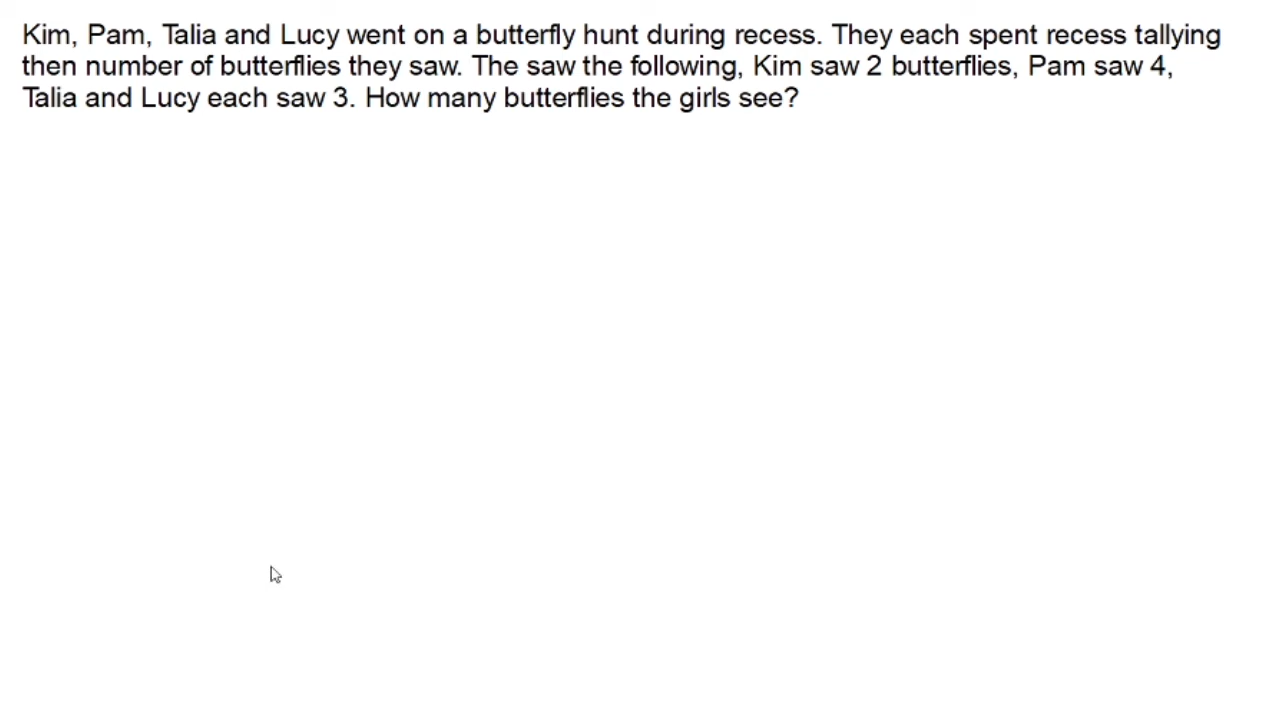 Kim, Pam, Talia and Lucy went on a butterfly hunt during recess. They each spent recess tallying
then number of butterflies they saw. The saw the following, Kim saw 2 butterflies, Pam saw 4,
Talia and Lucy each saw 3. How many butterflies the girls see?